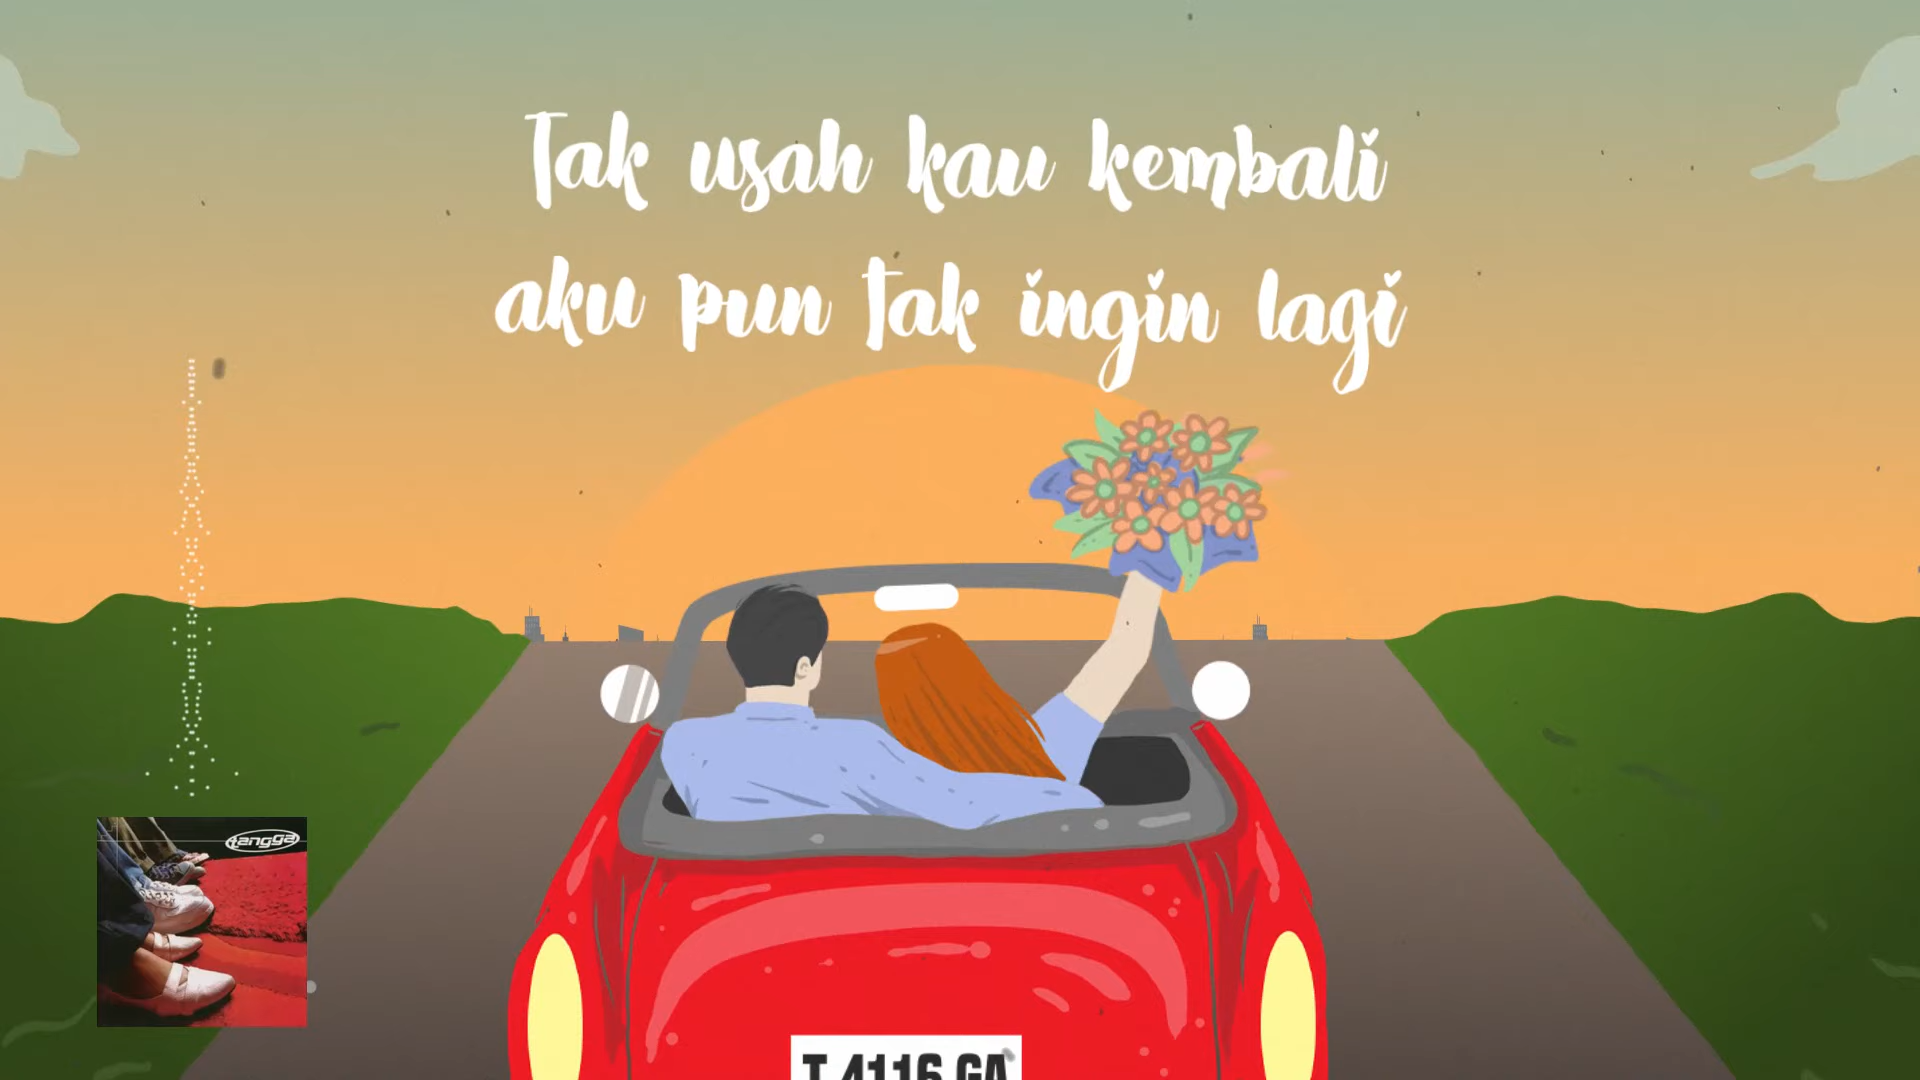 Tak usah kau kembali
aku pun tak ingin lagi
tangga
T 4116 GA